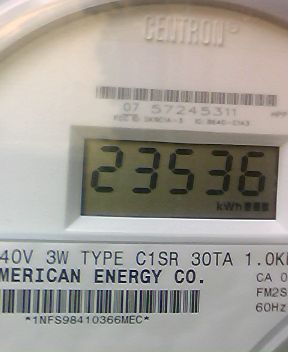 CENTRON®
07 57245311
23536
kWh
40V 3W TYPE C1SR 30TA 1.0K
MERICAN ENERGY CO.
CA 0
FM2S
60Hz
*1NFS98410366MEC*